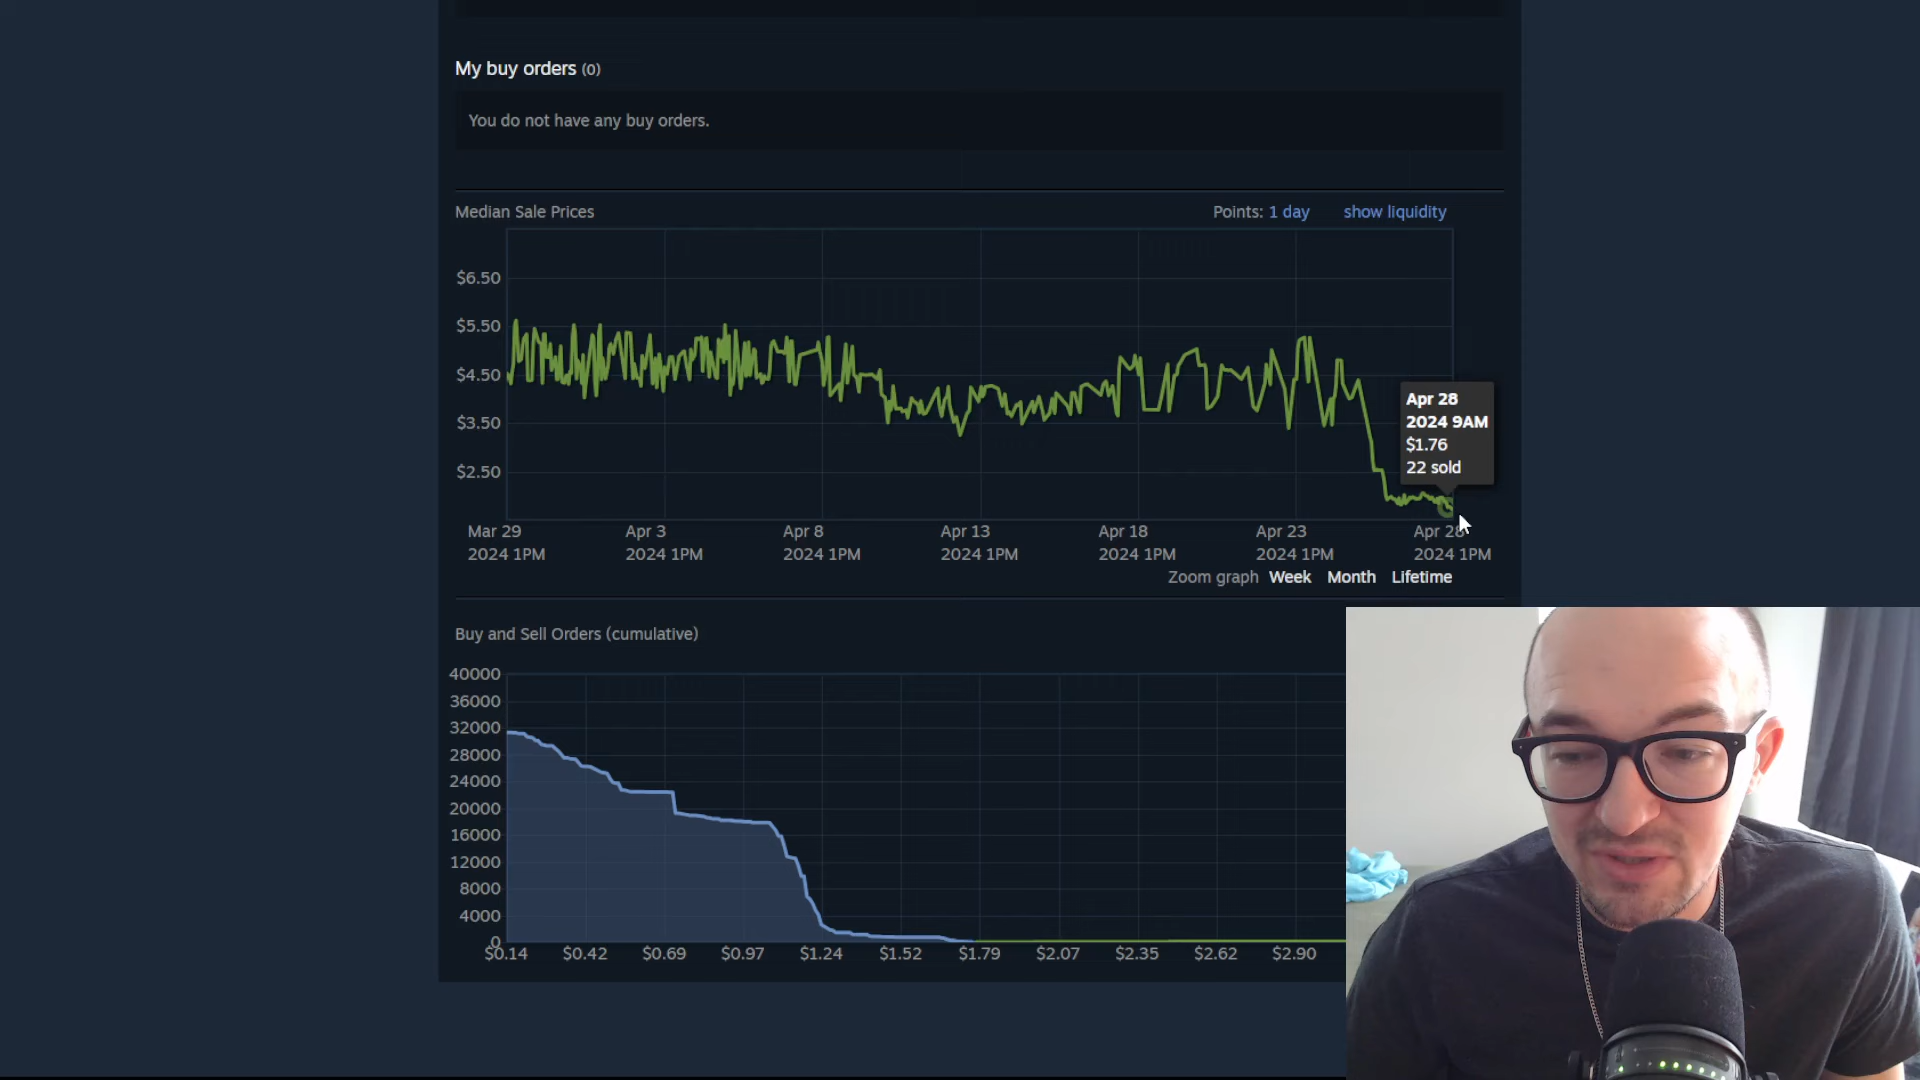 My buy orders (0)
You do not have any buy orders.
Median Sale Prices
Points: 1 day
show liquidity
$6.50
$5.50
$4.50
$3.50
$2.50
Apr 28
2024 9AM
$1.76
22 sold
Mar 29
2024 1PM
Apr 3
2024 1PM
Apr 8
2024 1PM
Apr 13
2024 1PM
Apr 18
2024 1PM
Apr 23
2024 1PM
Apr 28
2024 1PM
Zoom graph Week Month Lifetime
Buy and Sell Orders (cumulative)
40000
36000
32000
28000
24000
20000
16000
12000
8000
4000
0
$0.14 $0.42 $0.69 $0.97 $1.24 $1.52 $1.79 $2.07 $2.35 $2.62 $2.90